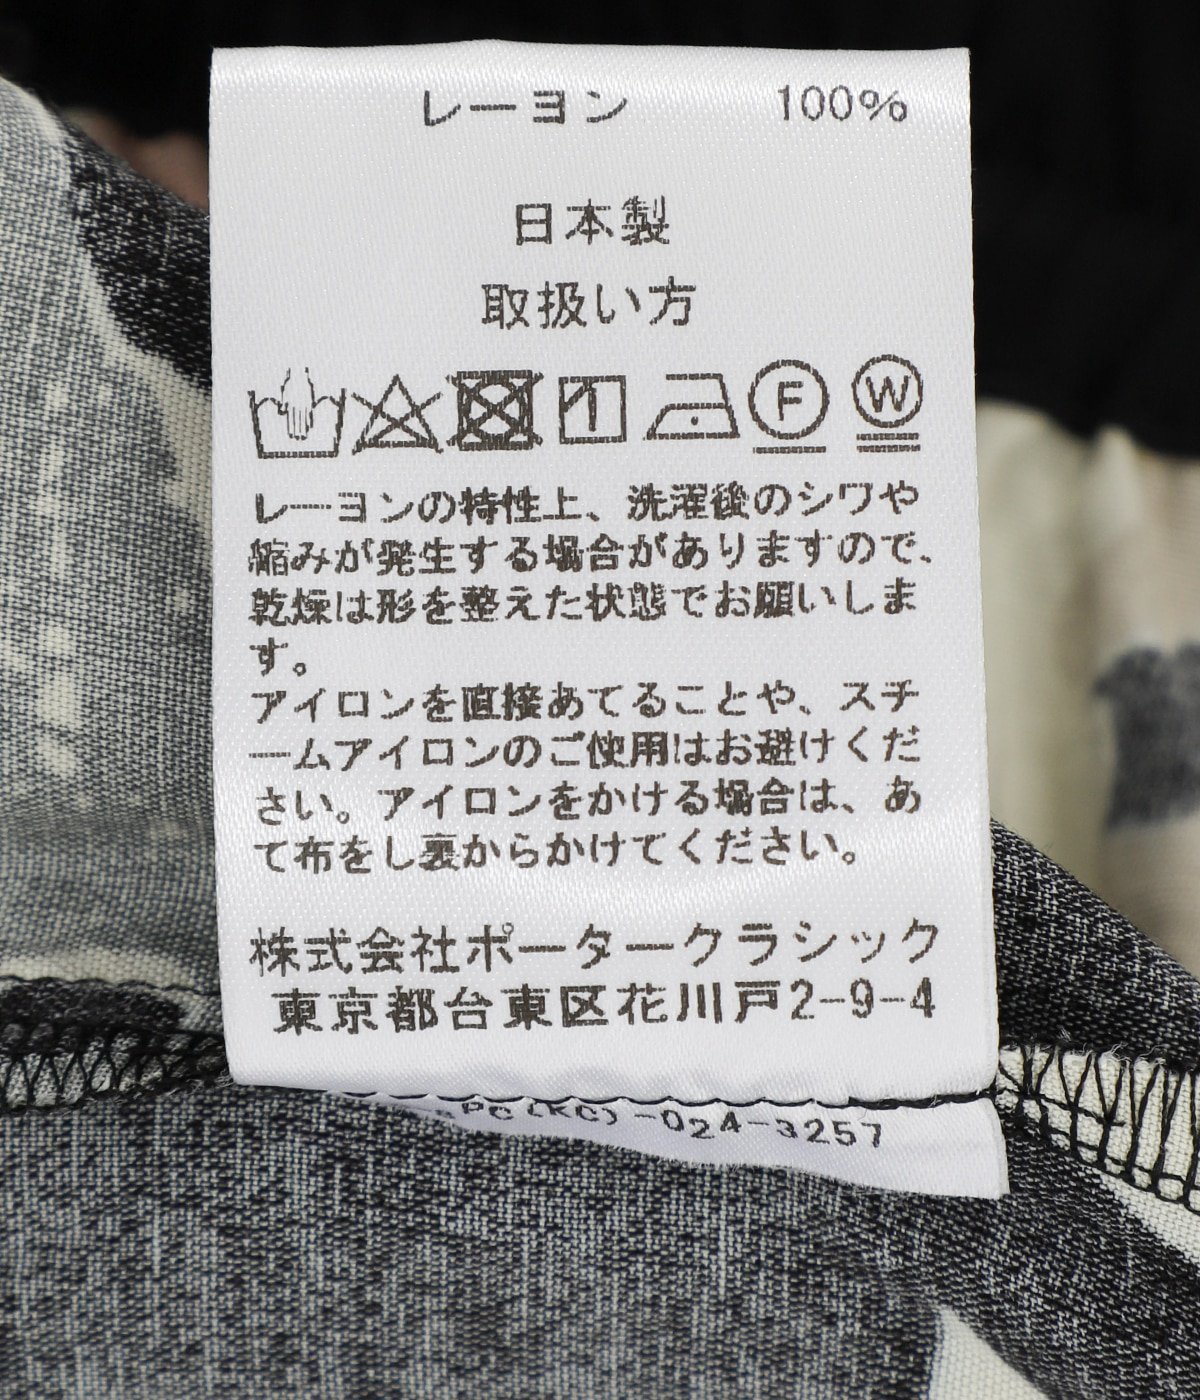 レーヨン 100%
日本製
取扱い方
F W
レーヨンの特性上、洗濯後のシワや
縮みが発生する場合がありますので、
乾燥は形を整えた状態でお願いしま
す。
アイロンを直接あてることや、スチ
ームアイロンのご使用はお避けくだ
さい。アイロンをかける場合は、あ
て布をし裏からかけてください。
株式会社ポータークラシック
東京都台東区花川戸2-9-4
PC(KC)-024-3257